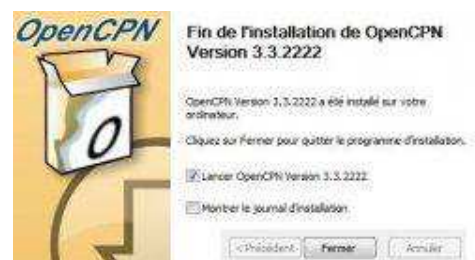 OpenCPN
Fin de l'installation de OpenCPN
Version 3.3.2222
OpenCPN Version 3.3.2222 a été installé sur votre
ordinateur.
Cliquez sur Fermer pour quitter le programme d'installation.
Lancer OpenCPN Version 3.3.2222
Montrer le journal d'installation
< Précédent
Fermer
Annuler
O